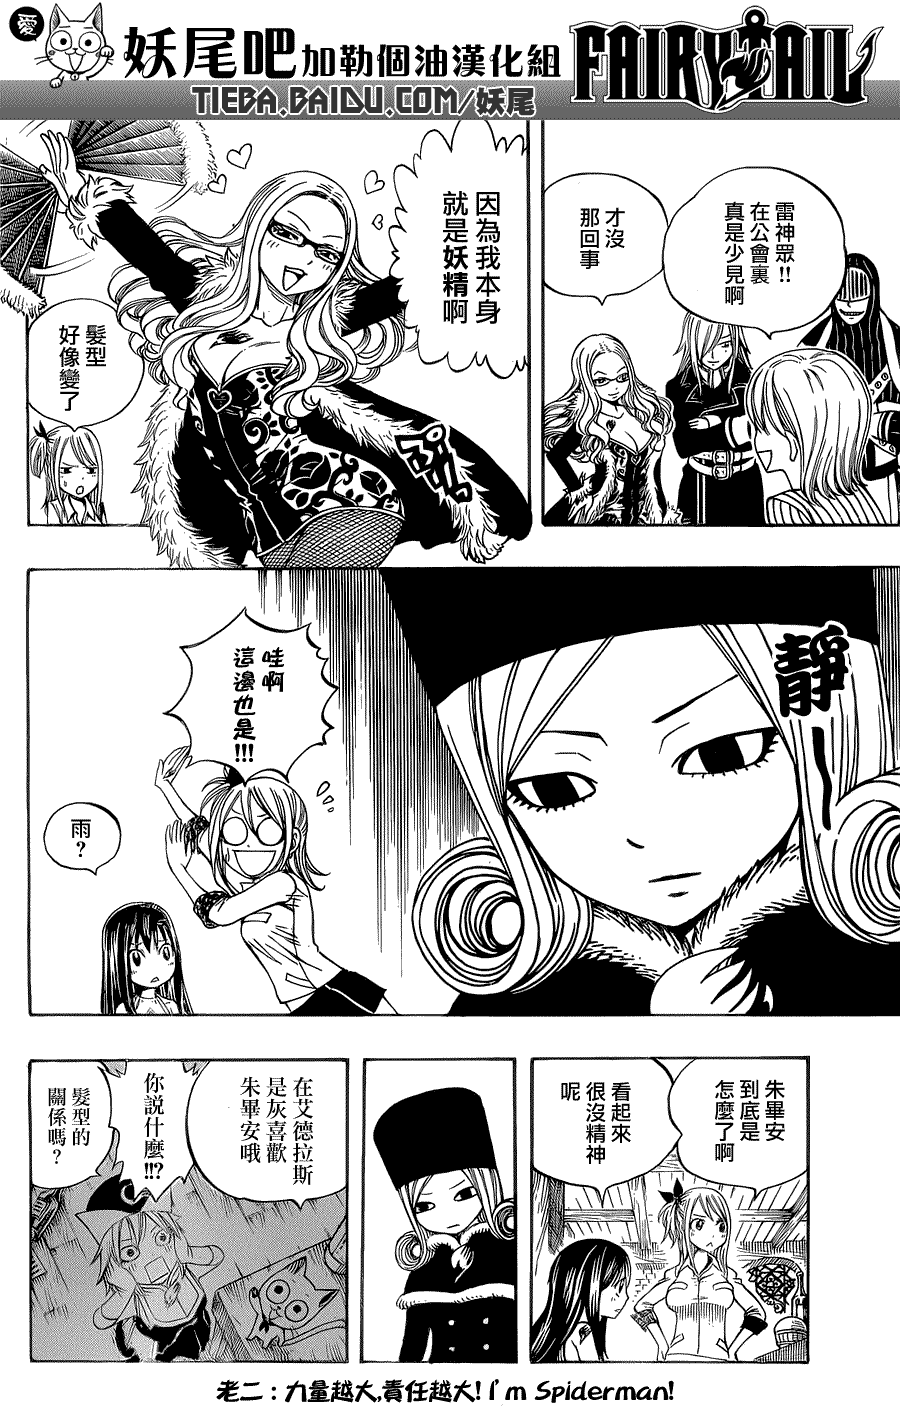 愛
妖尾吧加勒個油漢化組
FAIRY TAIL
TIEBA.BAIDU.COM/妖尾
雷神眾!!
在公會裏
真是少見啊
才沒
那回事
因為我本身
就是妖精啊
髮型
好像變了
靜—
哇啊
這邊也是!!!
雨?
朱畢安
到底是
怎麼了啊
看起來
很沒精神
呢
在艾德拉斯
是灰喜歡
朱畢安哦
你說什麼!!?
髮型的
關係嗎?
老二：力量越大,責任越大! I'm Spiderman!